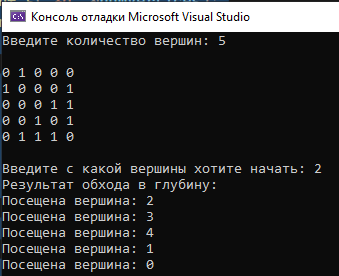 Консоль отладки Microsoft Visual Studio
Введите количество вершин: 5
0 1 0 0 0
1 0 0 0 1
0 0 0 1 1
0 0 1 0 1
0 1 1 1 0
Введите с какой вершины хотите начать: 2
Результат обхода в глубину:
Посещена вершина: 2
Посещена вершина: 3
Посещена вершина: 4
Посещена вершина: 1
Посещена вершина: 0